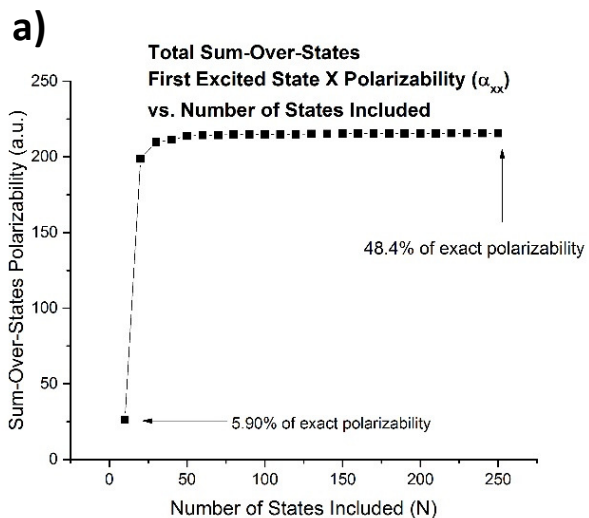 a)
Total Sum-Over-States
First Excited State X Polarizability (αxx)
vs. Number of States Included
250
200
150
100
50
0
Sum-Over-States Polarizability (a.u.)
48.4% of exact polarizability
5.90% of exact polarizability
0 50 100 150 200 250
Number of States Included (N)